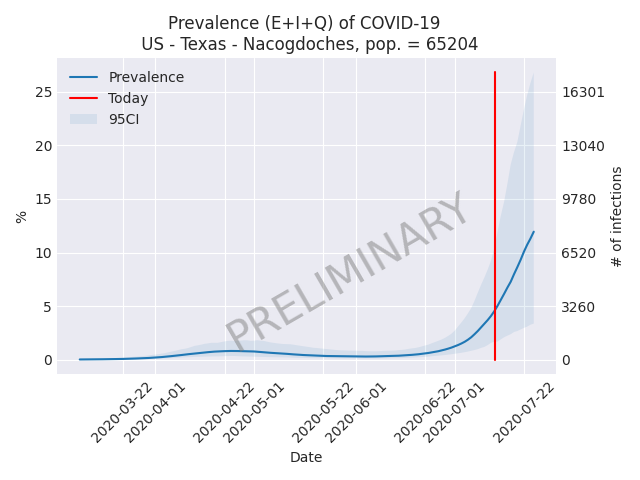 Prevalence (E+I+Q) of COVID-19
US - Texas - Nacogdoches, pop. = 65204
Prevalence
Today
95CI
25
20
15
10
5
0
%
16301
13040
9780
6520
3260
0
# of infections
PRELIMINARY
2020-03-22
2020-04-01
2020-04-22
2020-05-01
2020-05-22
2020-06-01
2020-06-22
2020-07-01
2020-07-22
Date